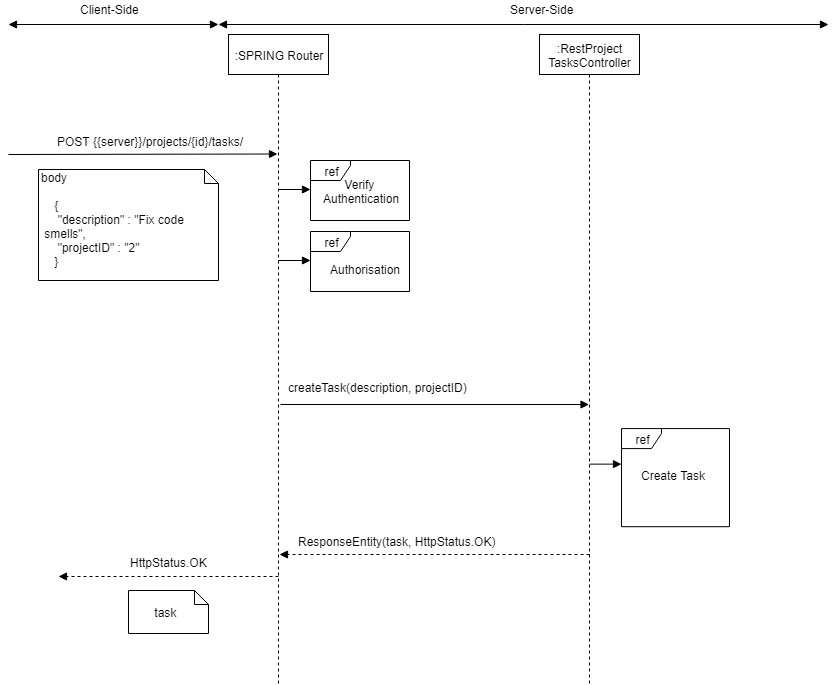 Client-Side
Server-Side
:SPRING Router
:RestProject
TasksController
POST {{server}}/projects/{id}/tasks/
body
{
"description" : "Fix code
smells",
"projectID" : "2"
}
ref
Verify
Authentication
ref
Authorisation
createTask(description, projectID)
ref
Create Task
ResponseEntity(task, HttpStatus.OK)
HttpStatus.OK
task